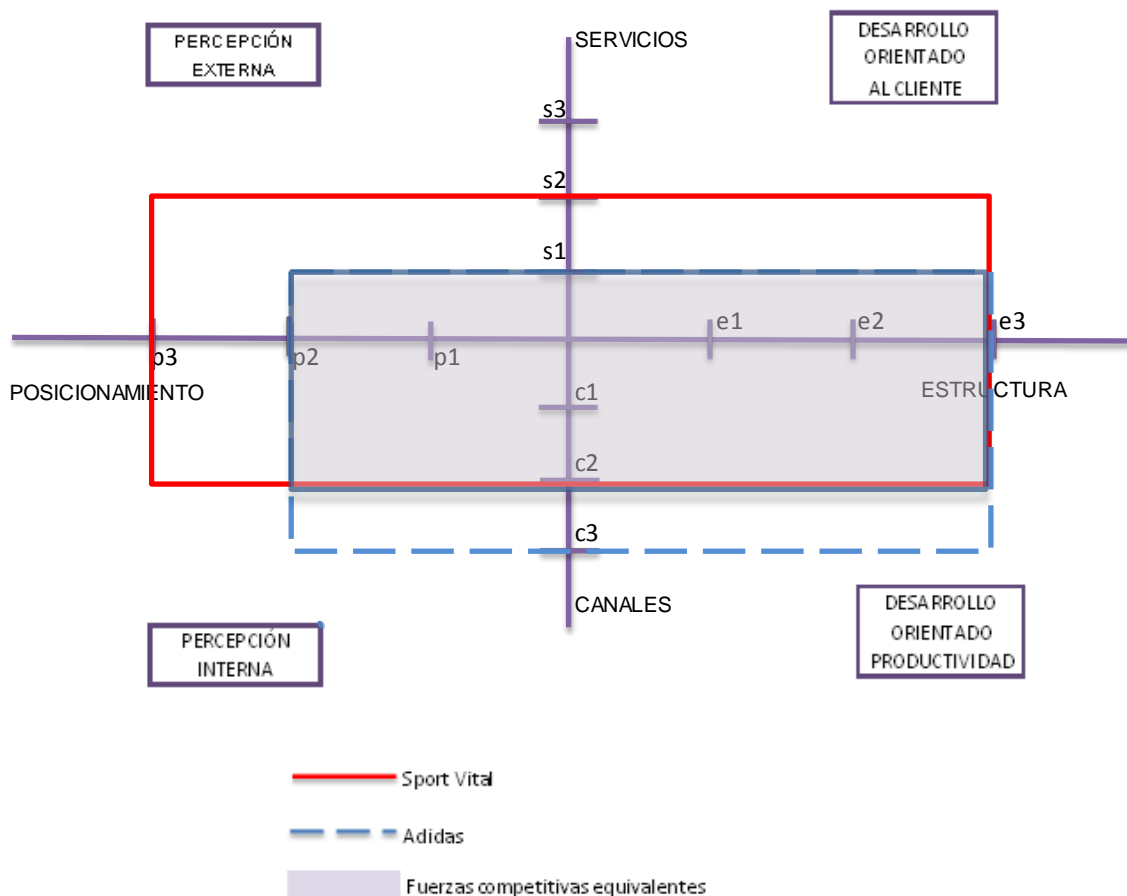 PERCEPCIÓN
EXTERNA
SERVICIOS
DESARROLLO
ORIENTADO
AL CLIENTE
s3
s2
s1
e1
e2
e3
p3
p2
p1
POSICIONAMIENTO
ESTRUCTURA
c1
c2
c3
CANALES
PERCEPCIÓN
INTERNA
DESARROLLO
ORIENTADO
PRODUCTIVIDAD
Sport Vital
Adidas
Fuerzas competitivas equivalentes